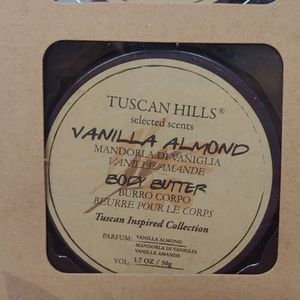 TUSCAN HILLS®
selected scents
VANILLA ALMOND
MANDORLA DI VANIGLIA
VANILLE AMANDE
BODY BUTTER
BURRO CORPO
BEURRE POUR LE CORPS
Tuscan Inspired Collection
PARFUM: VANILLA ALMOND
MANDORLA DI VANIGLIA
VANILLE AMANDE
VOL: 1.7 OZ / 50g